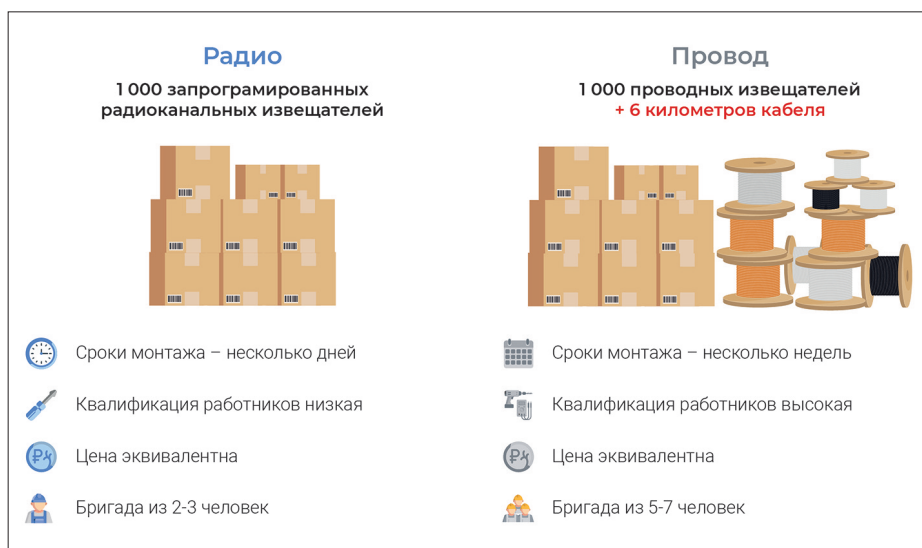 Радио
1 000 запрограмированных
радиоканальных извещателей
Сроки монтажа – несколько дней
Квалификация работников низкая
Цена эквивалентна
Бригада из 2-3 человек
Провод
1 000 проводных извещателей
+ 6 километров кабеля
Сроки монтажа – несколько недель
Квалификация работников высокая
Цена эквивалентна
Бригада из 5-7 человек